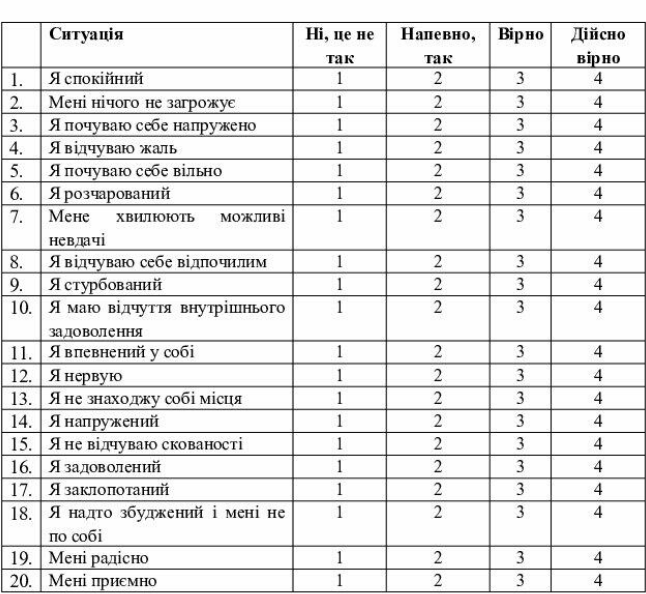 Ситуація Ні, це не так Напевно, так Вірно Дійсно вірно
1. Я спокійний 1 2 3 4
2. Мені нічого не загрожує 1 2 3 4
3. Я почуваю себе напружено 1 2 3 4
4. Я відчуваю жаль 1 2 3 4
5. Я почуваю себе вільно 1 2 3 4
6. Я розчарований 1 2 3 4
7. Мене хвилюють можливі 1 2 3 4
невдачі
8. Я відчуваю себе відпочилим 1 2 3 4
9. Я стурбований 1 2 3 4
10. Я маю відчуття внутрішнього 1 2 3 4
задоволення
11. Я впевнений у собі 1 2 3 4
12. Я нервую 1 2 3 4
13. Я не знаходжу собі місця 1 2 3 4
14. Я напружений 1 2 3 4
15. Я не відчуваю скованості 1 2 3 4
16. Я задоволений 1 2 3 4
17. Я заклопотаний 1 2 3 4
18. Я надто збуджений і мені не 1 2 3 4
по собі
19. Мені радісно 1 2 3 4
20. Мені приємно 1 2 3 4